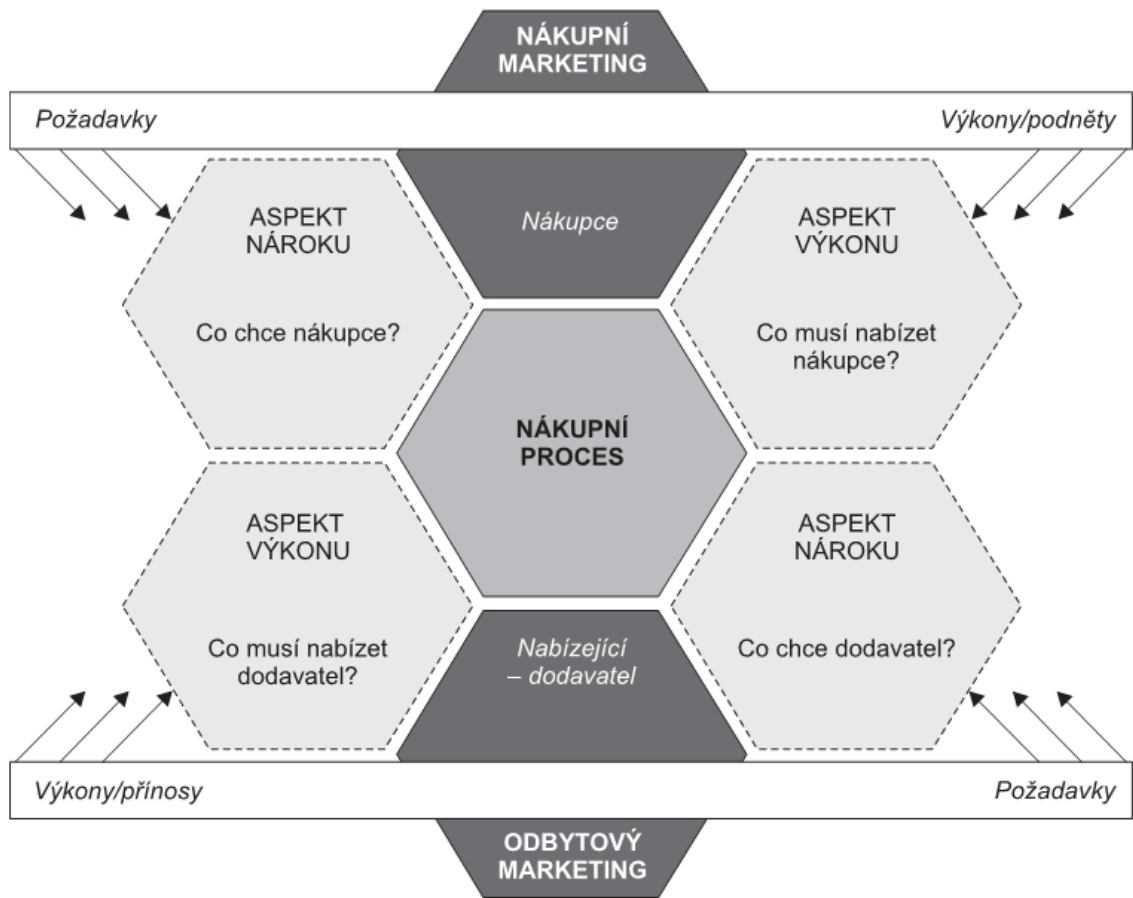 NÁKUPNÍ
MARKETING
Požadavky
Výkony/podněty
ASPEKT
NÁROKU
Co chce nákupce?
Nákupce
ASPEKT
VÝKONU
Co musí nabízet
nákupce?
NÁKUPNÍ
PROCES
ASPEKT
VÝKONU
Co musí nabízet
dodavatel?
Nabízející
– dodavatel
ASPEKT
NÁROKU
Co chce dodavatel?
Výkony/přínosy
Požadavky
ODBYTOVÝ
MARKETING